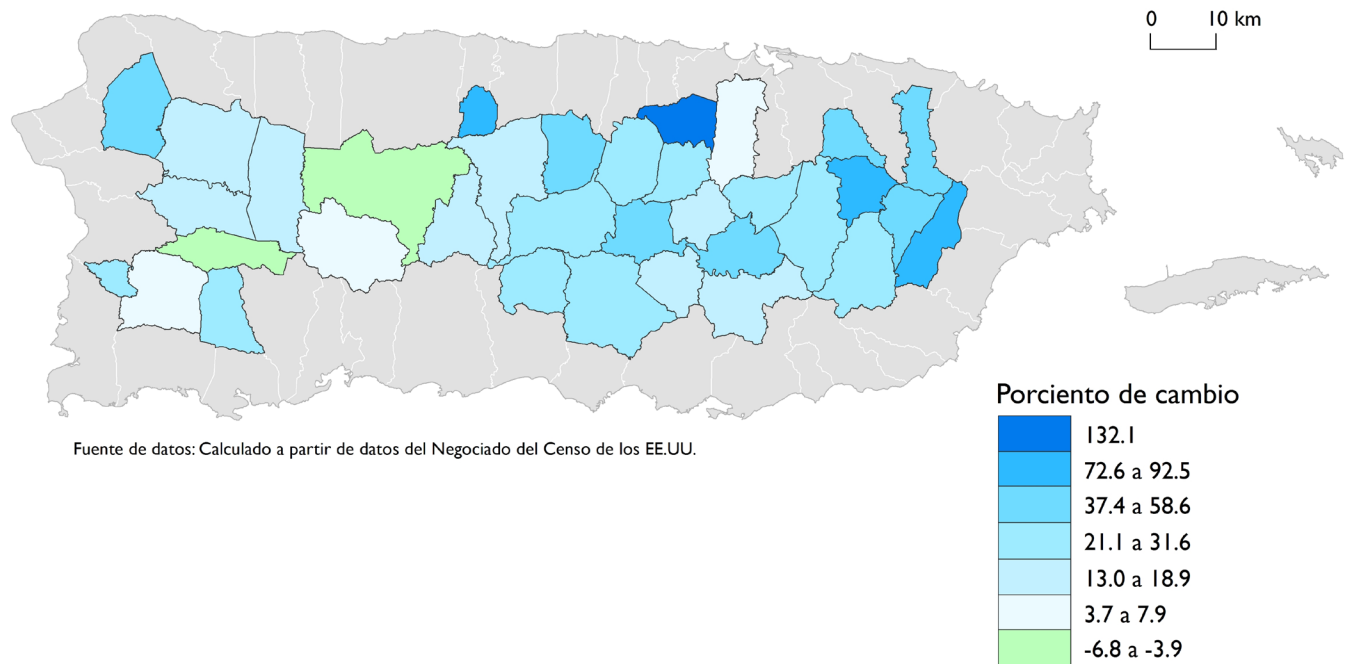 0 10 km
Porciento de cambio
132.1
72.6 a 92.5
37.4 a 58.6
21.1 a 31.6
13.0 a 18.9
3.7 a 7.9
-6.8 a -3.9
Fuente de datos: Calculado a partir de datos del Negociado del Censo de los EE.UU.